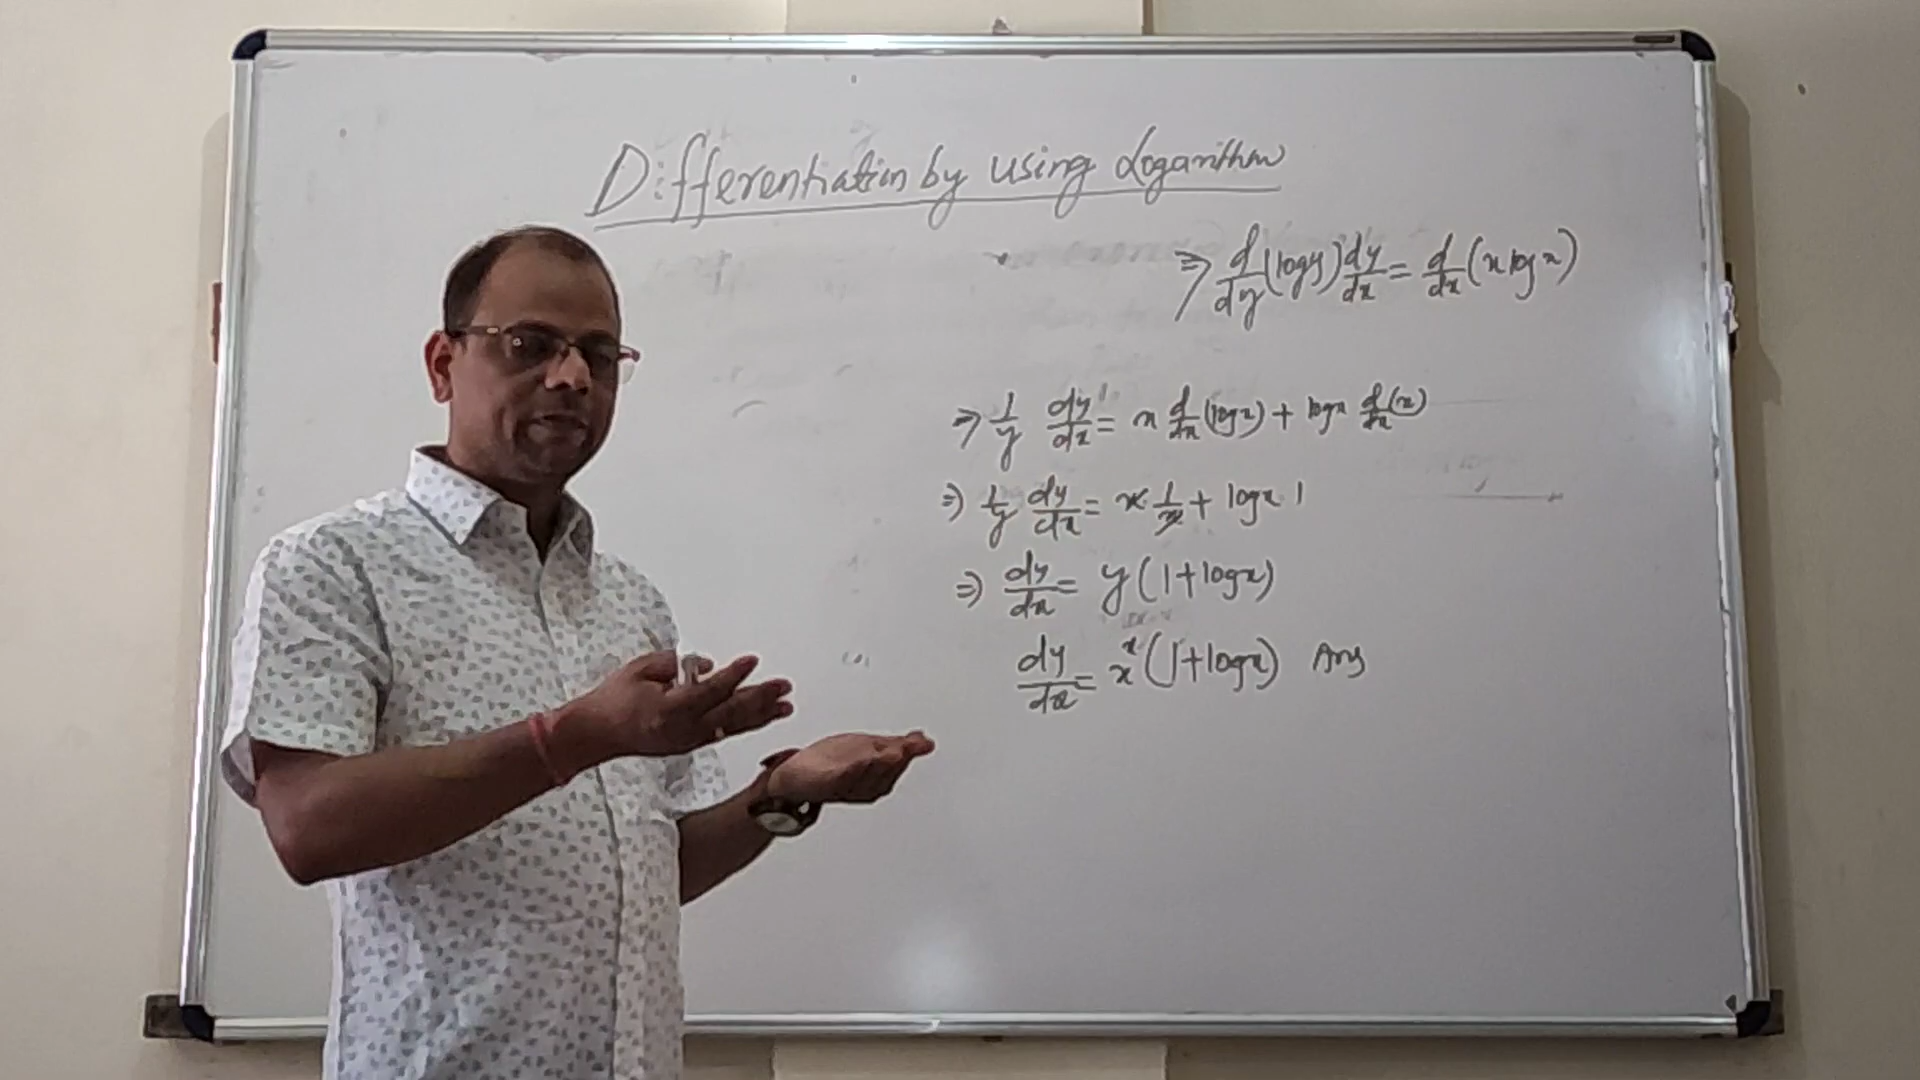 Differentiation by using Logarithm
⇒ d/dy (log y) dy/dx = d/dx (x log x)
⇒ 1/y dy/dx = x d/dx (log x) + log x d/dx (x)
⇒ 1/y dy/dx = x · 1/x + log x 1
⇒ dy/dx = y (1 + log x)
dy/dx = x^x (1 + log x) Ans